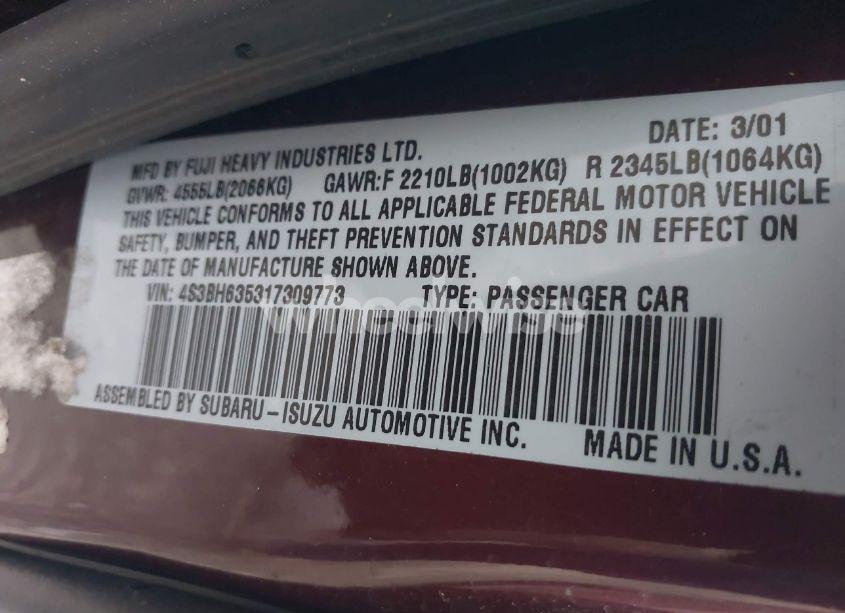 DATE: 3/01
MFD BY FUJI HEAVY INDUSTRIES LTD.
GVWR: 4555LB(2066KG) GAWR:F 2210LB(1002KG) R 2345LB(1064KG)
THIS VEHICLE CONFORMS TO ALL APPLICABLE FEDERAL MOTOR VEHICLE
SAFETY, BUMPER, AND THEFT PREVENTION STANDARDS IN EFFECT ON
THE DATE OF MANUFACTURE SHOWN ABOVE.
VIN: 4S3BH635317309773 TYPE: PASSENGER CAR
wheelwise
ASSEMBLED BY SUBARU-ISUZU AUTOMOTIVE INC.
MADE IN U.S.A.